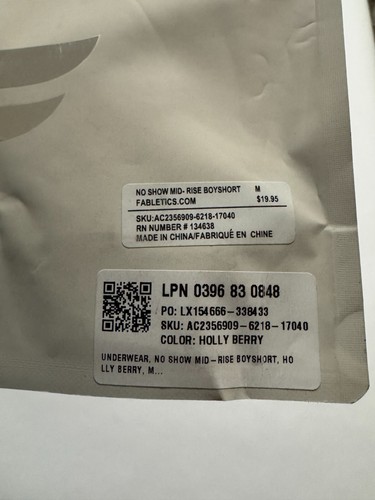 NO SHOW MID- RISE BOYSHORT M
FABLETICS.COM $19.95
SKU:AC2356909-6218-17040
RN NUMBER # 134638
MADE IN CHINA/FABRIQUÉ EN CHINE
LPN 0396 83 0848
PO: LX154666-338433
SKU: AC2356909-6218-17040
COLOR: HOLLY BERRY
UNDERWEAR, NO SHOW MID-RISE BOYSHORT, HO
LLY BERRY, M...